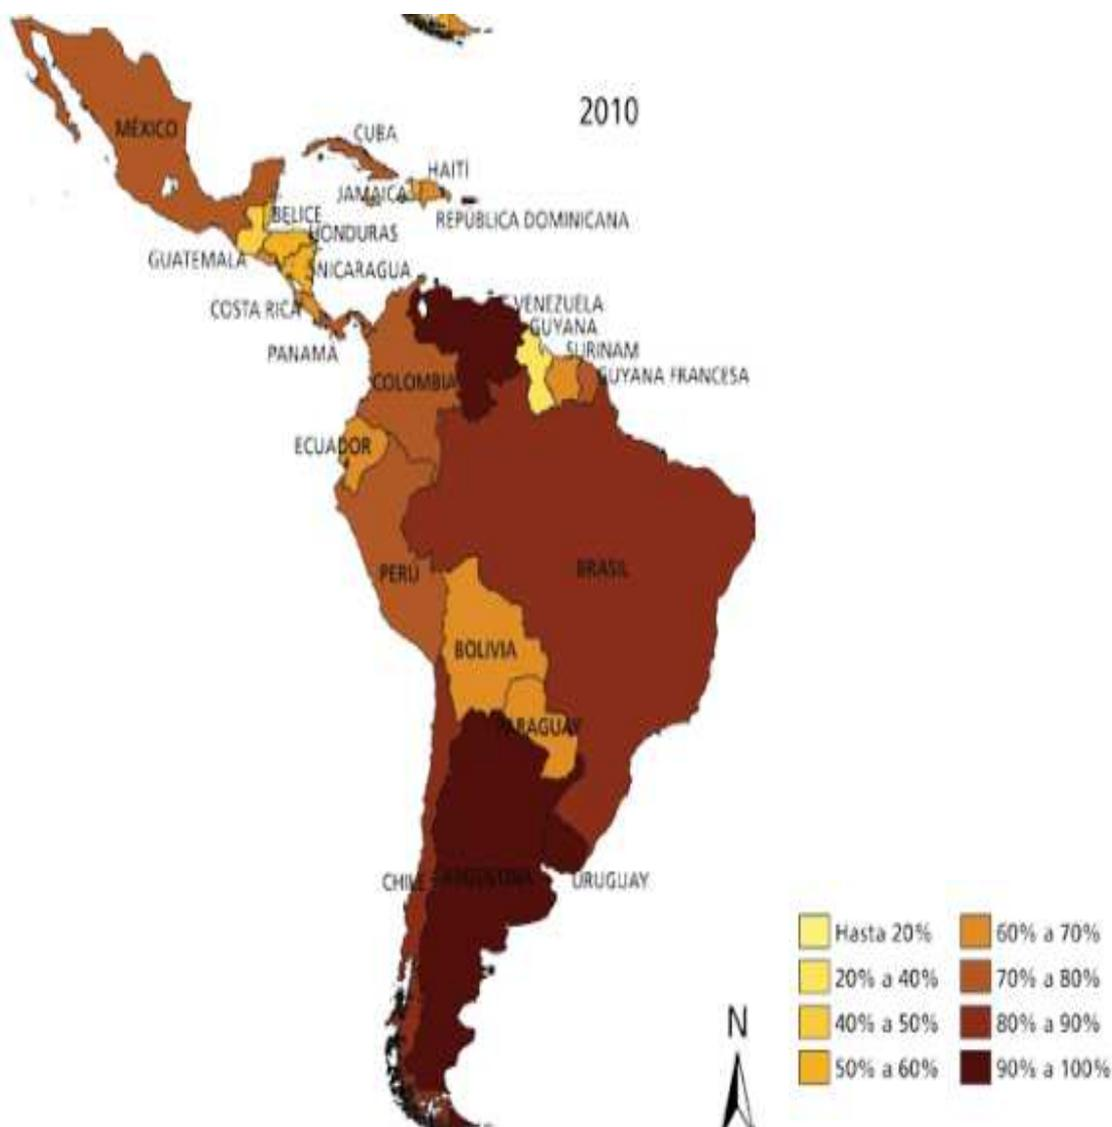 2010
MÉXICO
CUBA
HAITÍ
JAMAICA
REPÚBLICA DOMINICANA
BELICE
HONDURAS
GUATEMALA
NICARAGUA
COSTA RICA
PANAMÁ
VENEZUELA
GUYANA
SURINAM
GUYANA FRANCESA
COLOMBIA
ECUADOR
PERÚ
BRASIL
BOLIVIA
PARAGUAY
CHILE
ARGENTINA
URUGUAY
Hasta 20%
20% a 40%
40% a 50%
50% a 60%
60% a 70%
70% a 80%
80% a 90%
90% a 100%
N